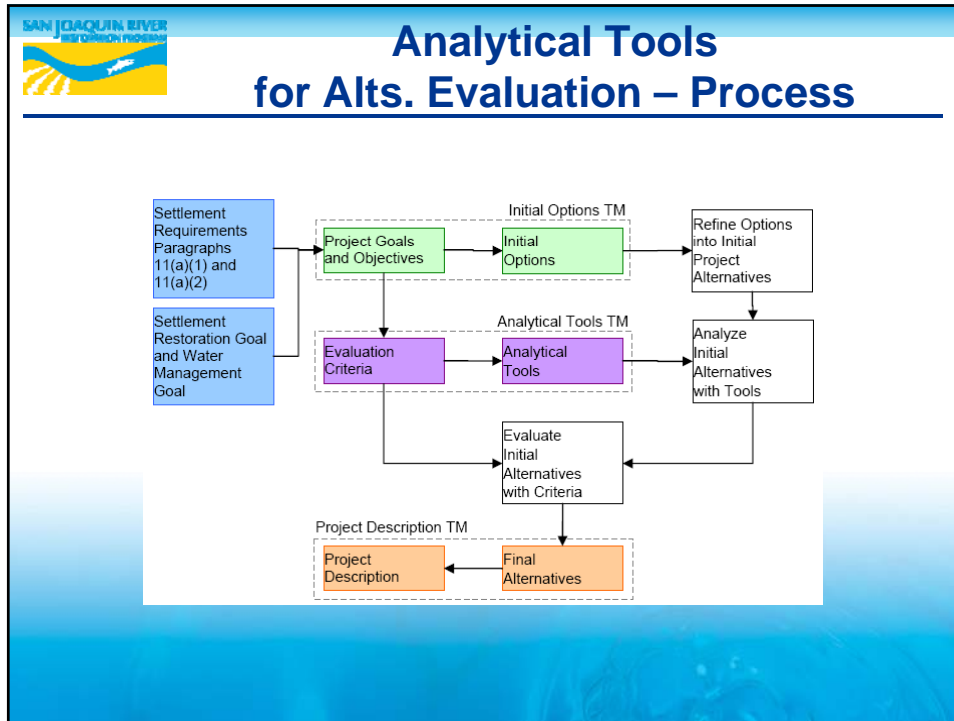 SAN JOAQUIN RIVER
RESTORATION PROGRAM
Analytical Tools
for Alts. Evaluation – Process
Settlement
Requirements
Paragraphs
11(a)(1) and
11(a)(2)
Settlement
Restoration Goal
and Water
Management
Goal
Initial Options TM
Project Goals
and Objectives
Initial
Options
Refine Options
into Initial
Project
Alternatives
Analytical Tools TM
Evaluation
Criteria
Analytical
Tools
Analyze
Initial
Alternatives
with Tools
Evaluate
Initial
Alternatives
with Criteria
Project Description TM
Project
Description
Final
Alternatives